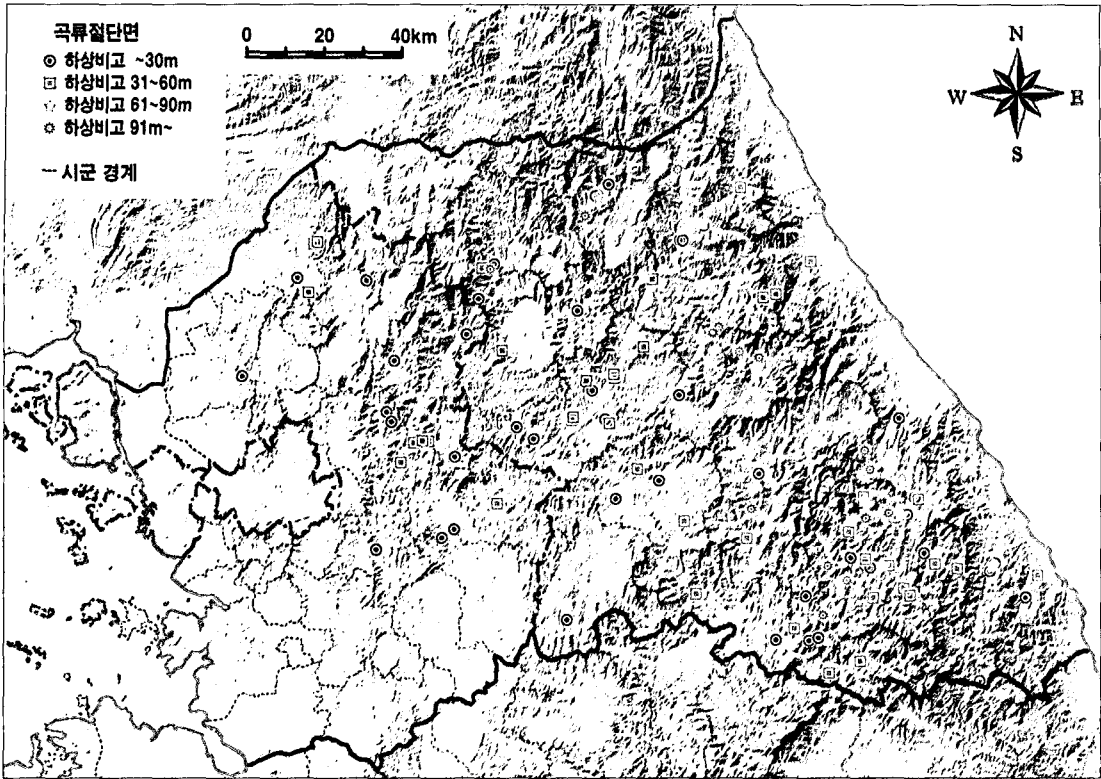 곡류절단면
하상비고 ~30m
하상비고 31~60m
하상비고 61~90m
하상비고 91m~
시군 경계
0 20 40km
N
W E
S